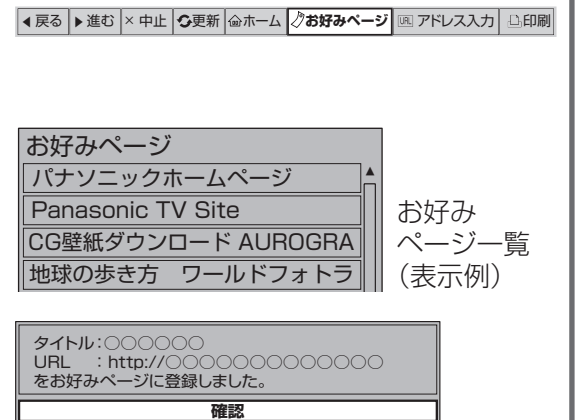 戻る 進む × 中止 更新 ホーム お好みページ URL アドレス入力 印刷
お好みページ
パナソニックホームページ
Panasonic TV Site
CG壁紙ダウンロード AUROGRA
地球の歩き方　ワールドフォトラ
お好み
ページ一覧
(表示例)
タイトル:○○○○○○
URL :http://○○○○○○○○○○○○○
をお好みページに登録しました。
確認